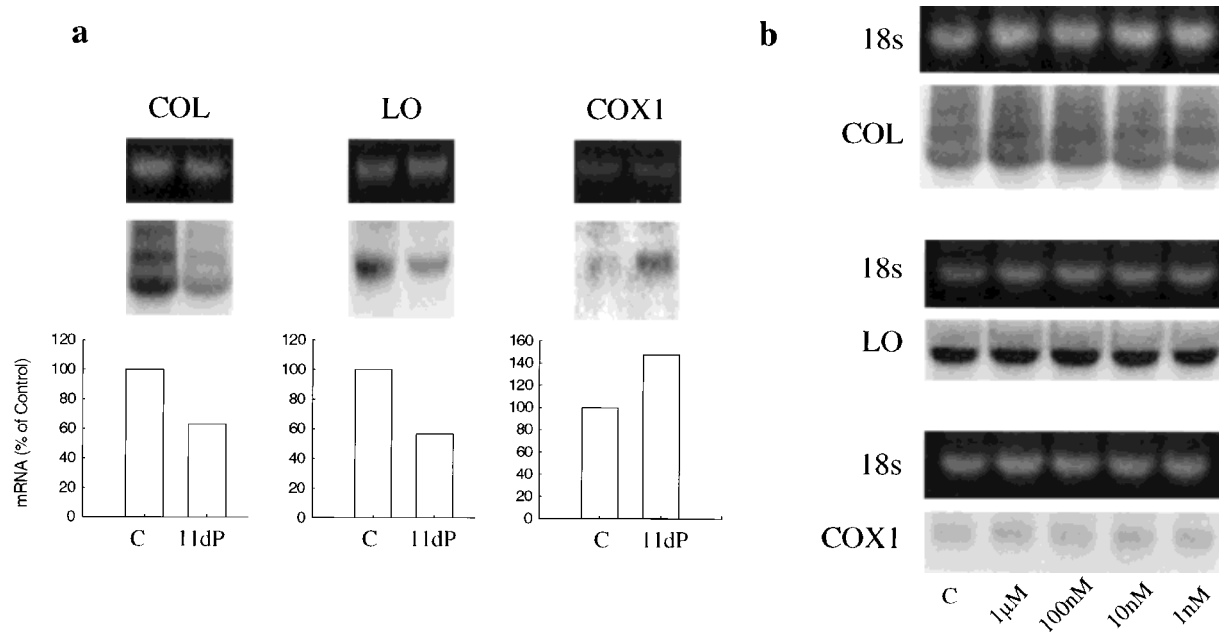 a
COL LO COX1
mRNA (% of Control)
120 120 160
100 100 140
80 80 120
60 60 100
40 40 80
20 20 60
0 0 40
20
0
C 11dP C 11dP C 11dP
b
18s
COL
18s
LO
18s
COX1
C 1µM 100nM 10nM 1nM